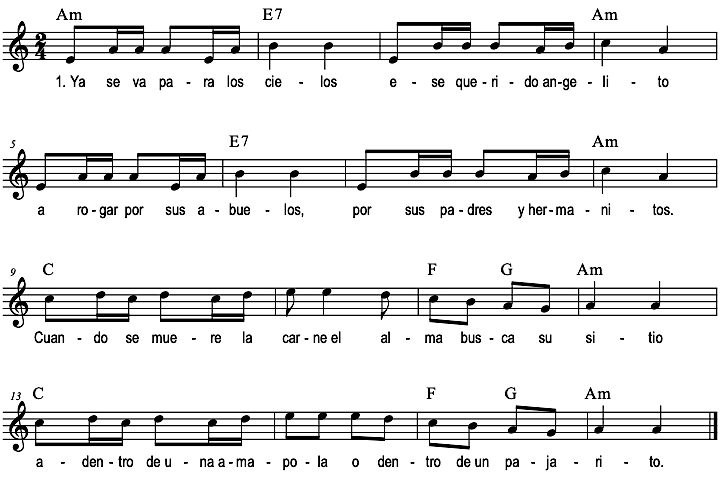 Am E7 Am
2/4
1. Ya se va pa - ra los cie - los e - se que - ri - do an - ge - li - to
5 E7 Am
a ro - gar por sus a - bue - los, por sus pa - dres y her - ma - ni - tos.
9 C F G Am
Cuan - do se mue - re la car - ne el al - ma bus - ca su si - tio
13 C F G Am
a - den - tro de u - na a - ma - po - la o den - tro de un pa - ja - ri - to.